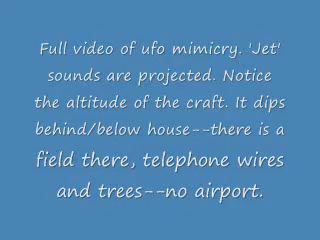 Full video of ufo mimicry. 'Jet'
sounds are projected. Notice
the altitude of the craft. It dips
behind/below house--there is a
field there, telephone wires
and trees--no airport.